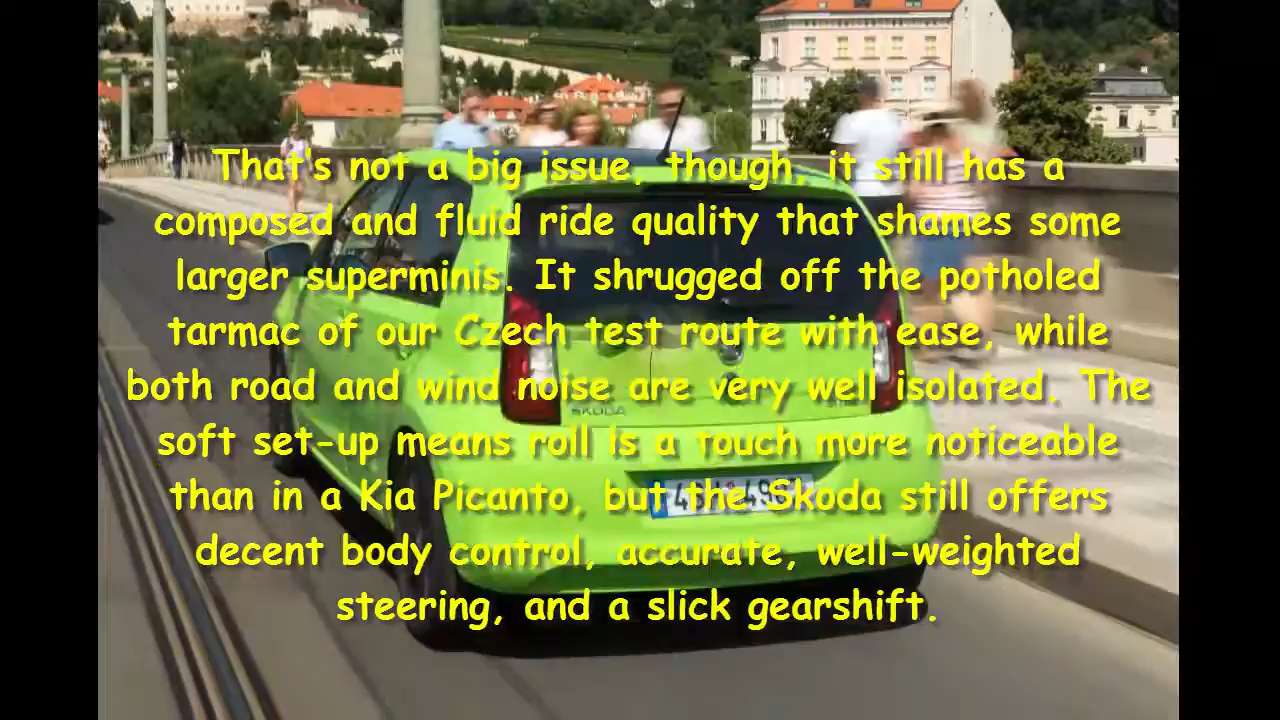 That's not a big issue, though, it still has a
composed and fluid ride quality that shames some
larger superminis. It shrugged off the potholed
tarmac of our Czech test route with ease, while
both road and wind noise are very well isolated. The
soft set-up means roll is a touch more noticeable
than in a Kia Picanto, but the Skoda still offers
decent body control, accurate, well-weighted
steering, and a slick gearshift.
ŠKODA